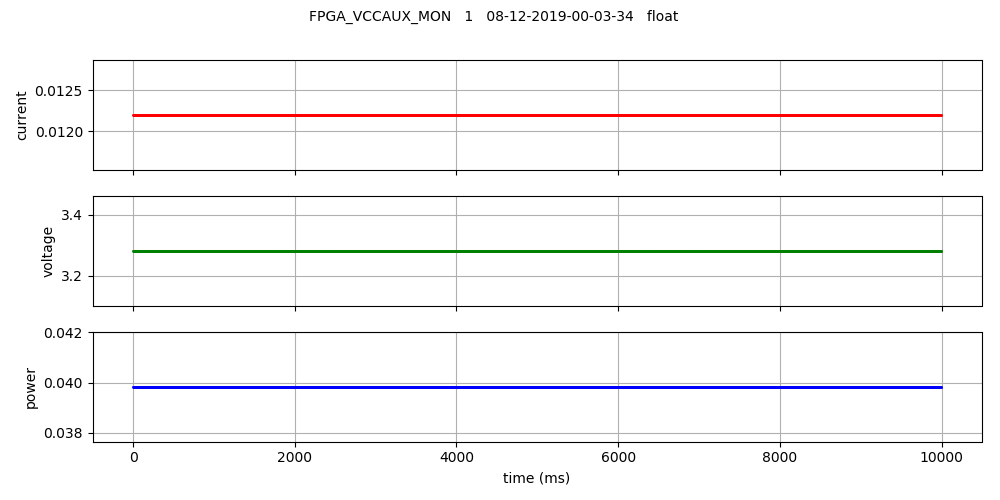 FPGA_VCCAUX_MON 1 08-12-2019-00-03-34 float
0.0125
0.0120
current
3.4
3.2
voltage
0.042
0.040
0.038
power
0 2000 4000 6000 8000 10000
time (ms)